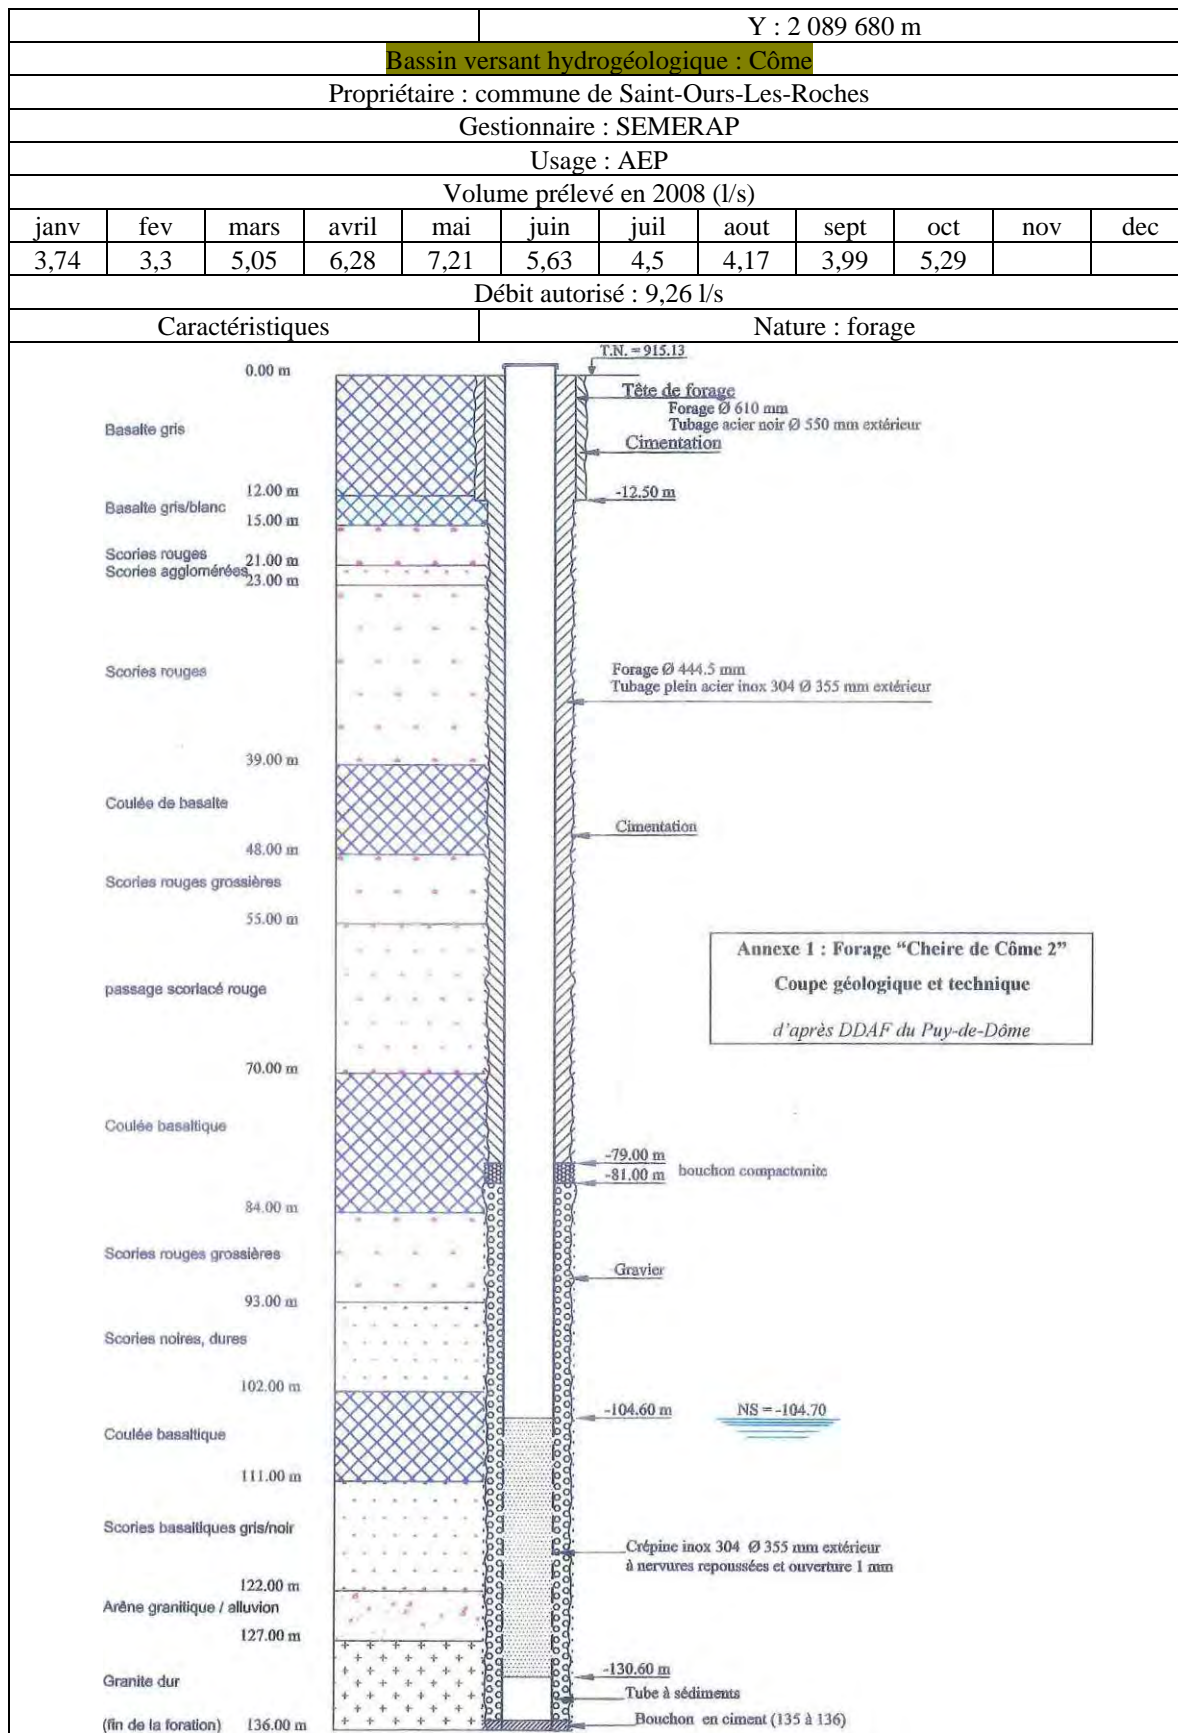 Y : 2 089 680 m
Bassin versant hydrogéologique : Côme
Propriétaire : commune de Saint-Ours-Les-Roches
Gestionnaire : SEMERAP
Usage : AEP
Volume prélevé en 2008 (l/s)
janv fev mars avril mai juin juil aout sept oct nov dec
3,74 3,3 5,05 6,28 7,21 5,63 4,5 4,17 3,99 5,29
Débit autorisé : 9,26 l/s
Caractéristiques Nature : forage
T.N. = 915.13
0.00 m
Tête de forage
Forage Ø 610 mm
Tubage acier noir Ø 550 mm extérieur
Basalte gris
Cimentation
12.00 m
-12.50 m
Basalte gris/blanc
15.00 m
Scories rouges
21.00 m
Scories agglomérées
23.00 m
Scories rouges
Forage Ø 444.5 mm
Tubage plein acier inox 304 Ø 355 mm extérieur
39.00 m
Coulée de basalte
Cimentation
48.00 m
Scories rouges grossières
55.00 m
Annexe 1 : Forage "Cheire de Côme 2"
Coupe géologique et technique
d'après DDAF du Puy-de-Dôme
passage scoriacé rouge
70.00 m
Coulée basaltique
-79.00 m
-81.00 m bouchon compactonite
84.00 m
Scories rouges grossières
Gravier
93.00 m
Scories noires, dures
102.00 m
-104.60 m NS = -104.70
Coulée basaltique
111.00 m
Scories basaltiques gris/noir
Crépine inox 304 Ø 355 mm extérieur
à nervures repoussées et ouverture 1 mm
122.00 m
Arène granitique / alluvion
127.00 m
-130.60 m
Granite dur
Tube à sédiments
Bouchon en ciment (135 à 136)
(fin de la foration) 136.00 m